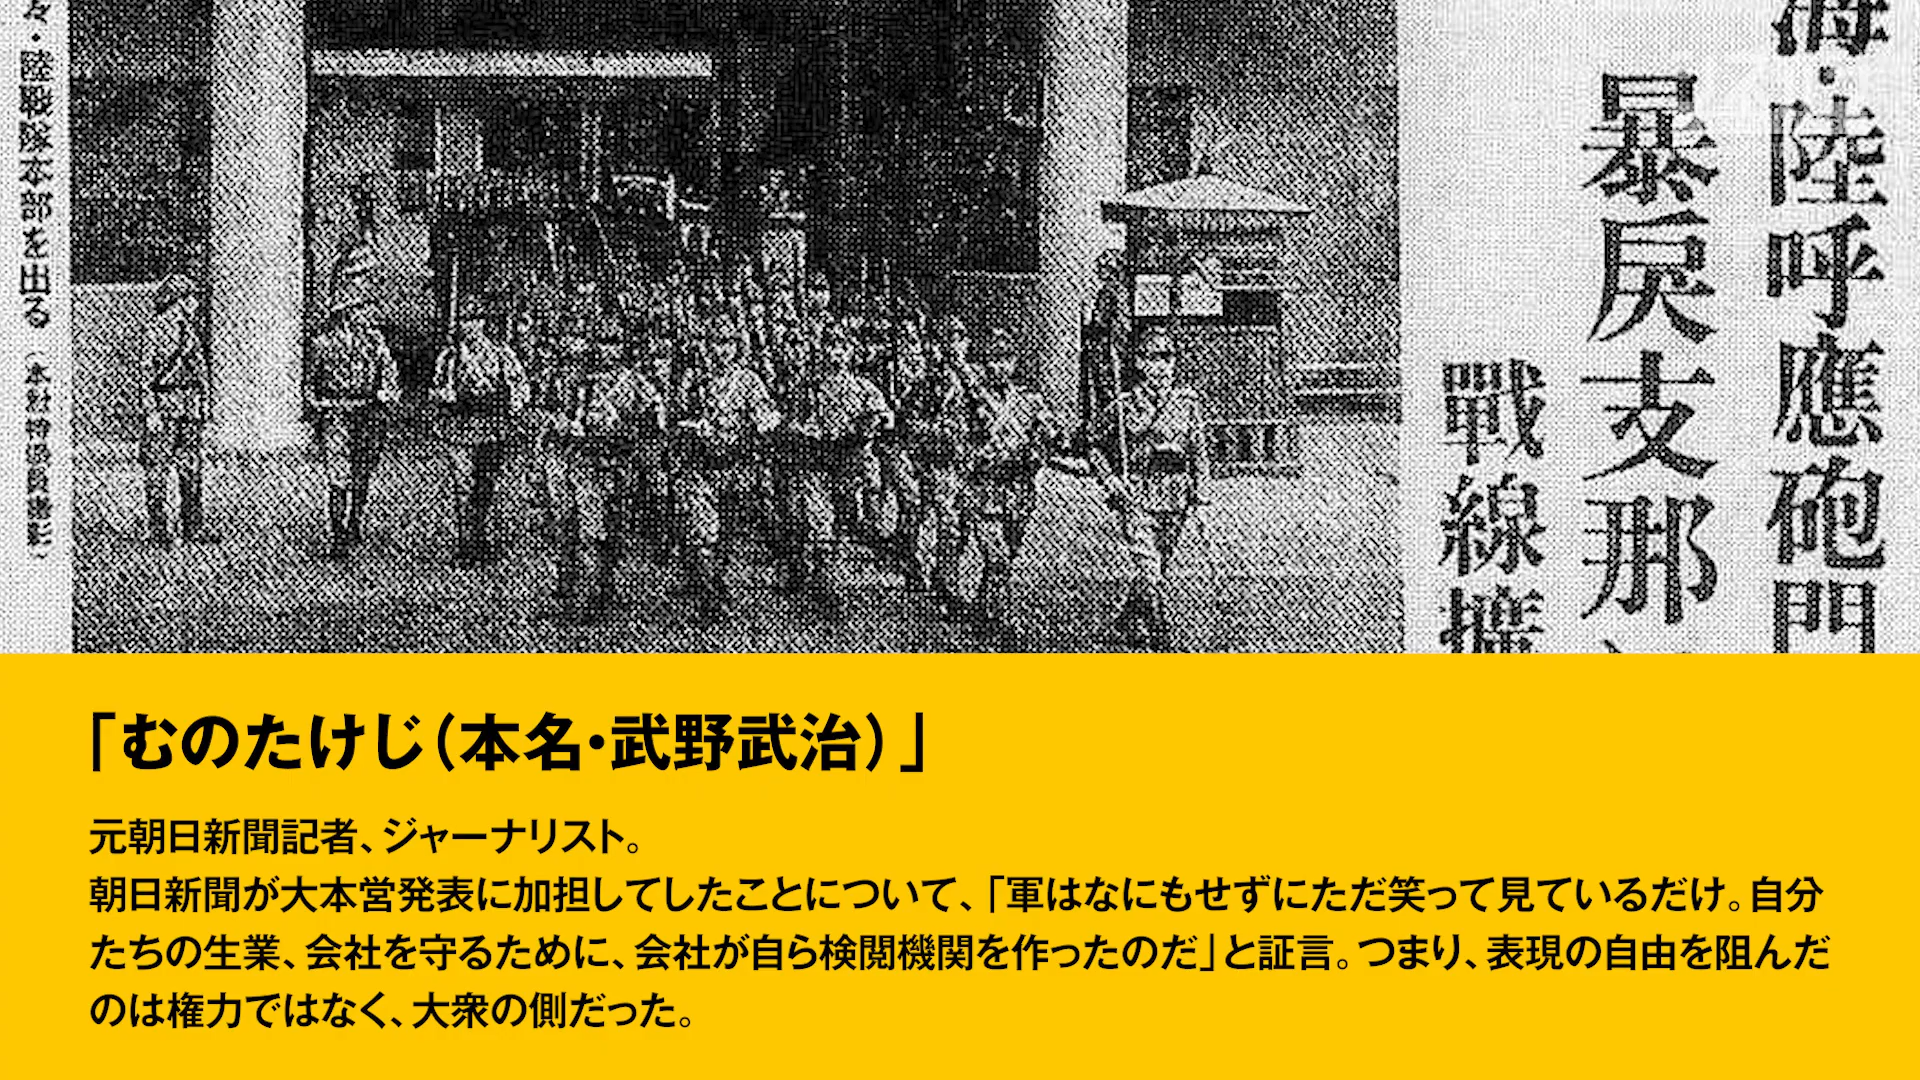 海・陸呼應砲門
暴戻支那
戰線擴
を出る
「むのたけじ（本名・武野武治）」
元朝日新聞記者、ジャーナリスト。
朝日新聞が大本営発表に加担してしたことについて、「軍はなにもせずにただ笑って見ているだけ。自分
たちの生業、会社を守るために、会社が自ら検閲機関を作ったのだ」と証言。つまり、表現の自由を阻んだ
のは権力ではなく、大衆の側だった。